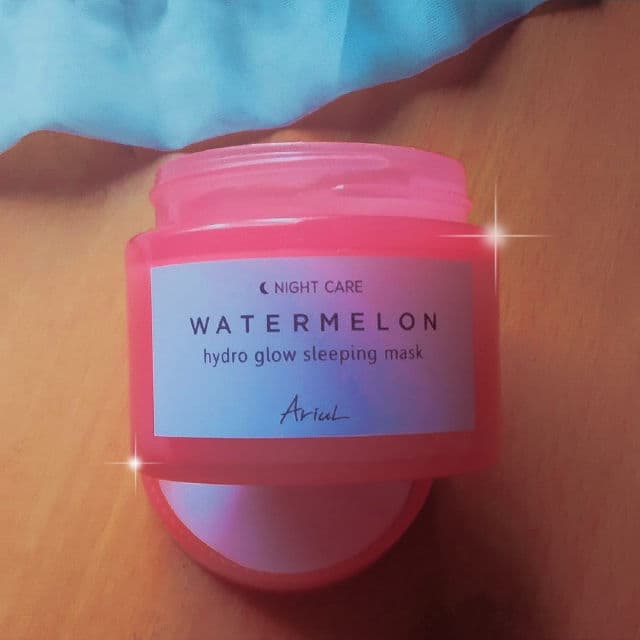 NIGHT CARE
WATERMELON
hydro glow sleeping mask
Ariul